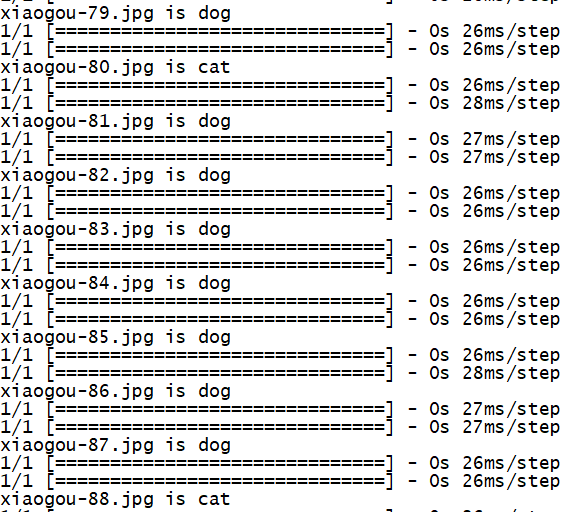 xiaogou-79.jpg is dog
1/1 [==============================] - 0s 26ms/step
1/1 [==============================] - 0s 26ms/step
xiaogou-80.jpg is cat
1/1 [==============================] - 0s 26ms/step
1/1 [==============================] - 0s 28ms/step
xiaogou-81.jpg is dog
1/1 [==============================] - 0s 27ms/step
1/1 [==============================] - 0s 27ms/step
xiaogou-82.jpg is dog
1/1 [==============================] - 0s 26ms/step
1/1 [==============================] - 0s 26ms/step
xiaogou-83.jpg is dog
1/1 [==============================] - 0s 26ms/step
1/1 [==============================] - 0s 26ms/step
xiaogou-84.jpg is dog
1/1 [==============================] - 0s 26ms/step
1/1 [==============================] - 0s 26ms/step
xiaogou-85.jpg is dog
1/1 [==============================] - 0s 26ms/step
1/1 [==============================] - 0s 28ms/step
xiaogou-86.jpg is dog
1/1 [==============================] - 0s 27ms/step
1/1 [==============================] - 0s 27ms/step
xiaogou-87.jpg is dog
1/1 [==============================] - 0s 26ms/step
1/1 [==============================] - 0s 26ms/step
xiaogou-88.jpg is cat